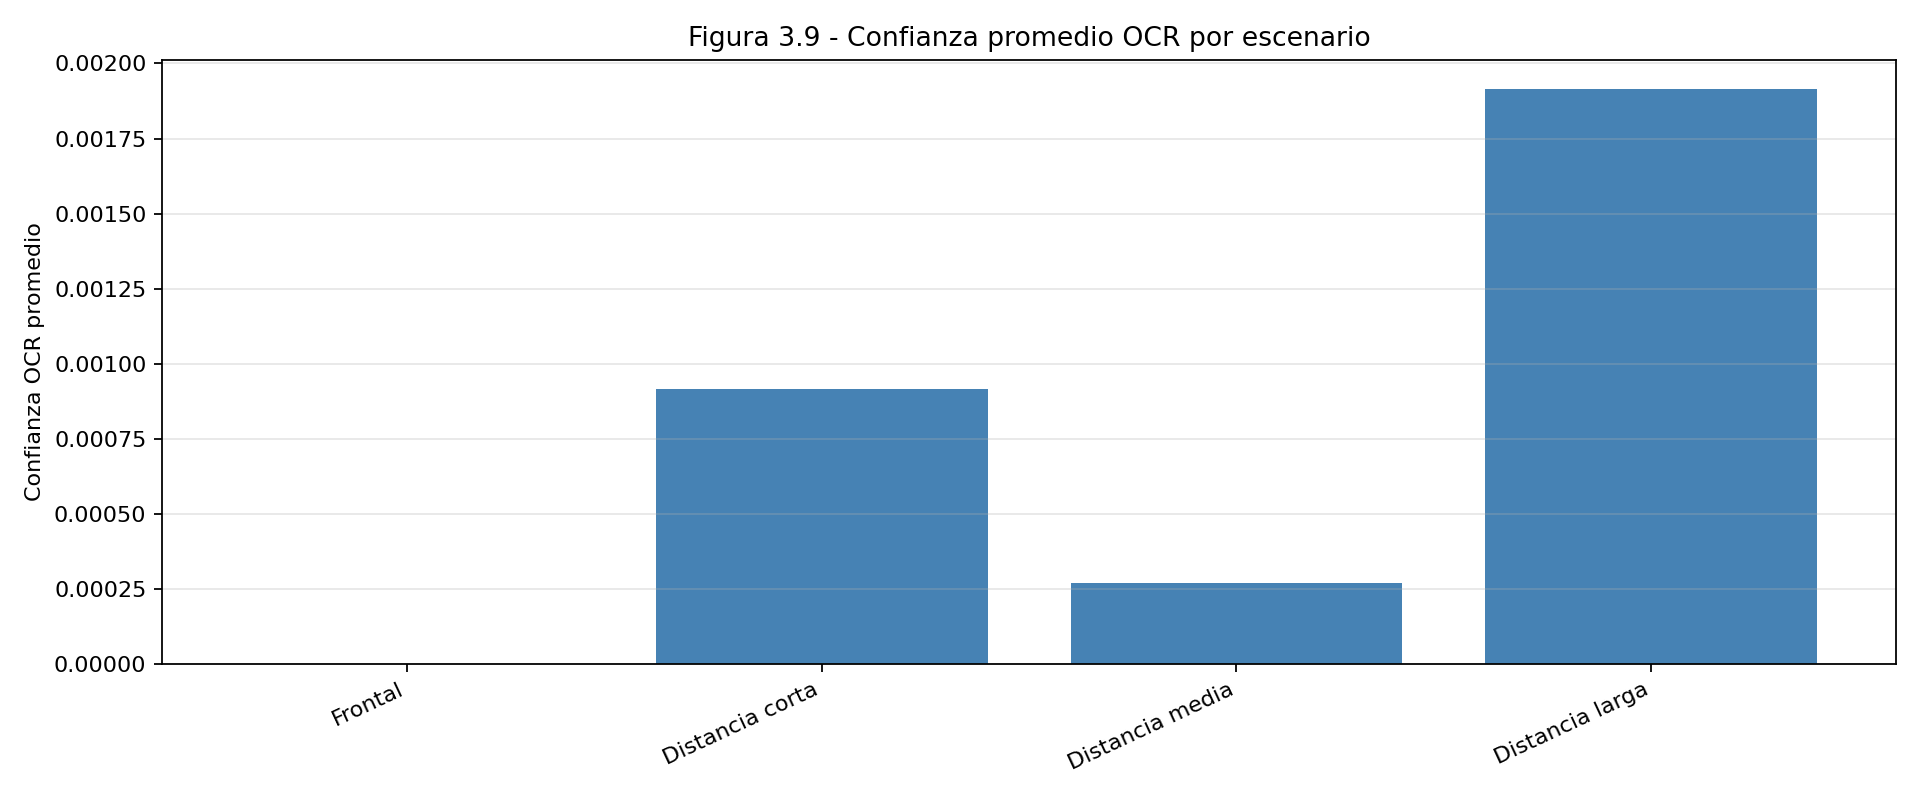 Figura 3.9 - Confianza promedio OCR por escenario
Confianza OCR promedio
0.00200
0.00175
0.00150
0.00125
0.00100
0.00075
0.00050
0.00025
0.00000
Frontal
Distancia corta
Distancia media
Distancia larga